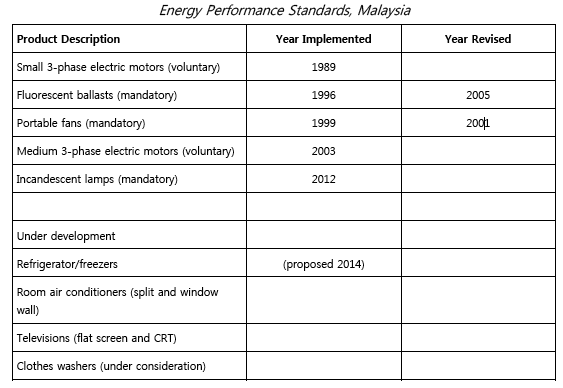 Energy Performance Standards, Malaysia
Product Description Year Implemented Year Revised
Small 3-phase electric motors (voluntary) 1989
Fluorescent ballasts (mandatory) 1996 2005
Portable fans (mandatory) 1999 2001
Medium 3-phase electric motors (voluntary) 2003
Incandescent lamps (mandatory) 2012
Under development
Refrigerator/freezers (proposed 2014)
Room air conditioners (split and window
wall)
Televisions (flat screen and CRT)
Clothes washers (under consideration)